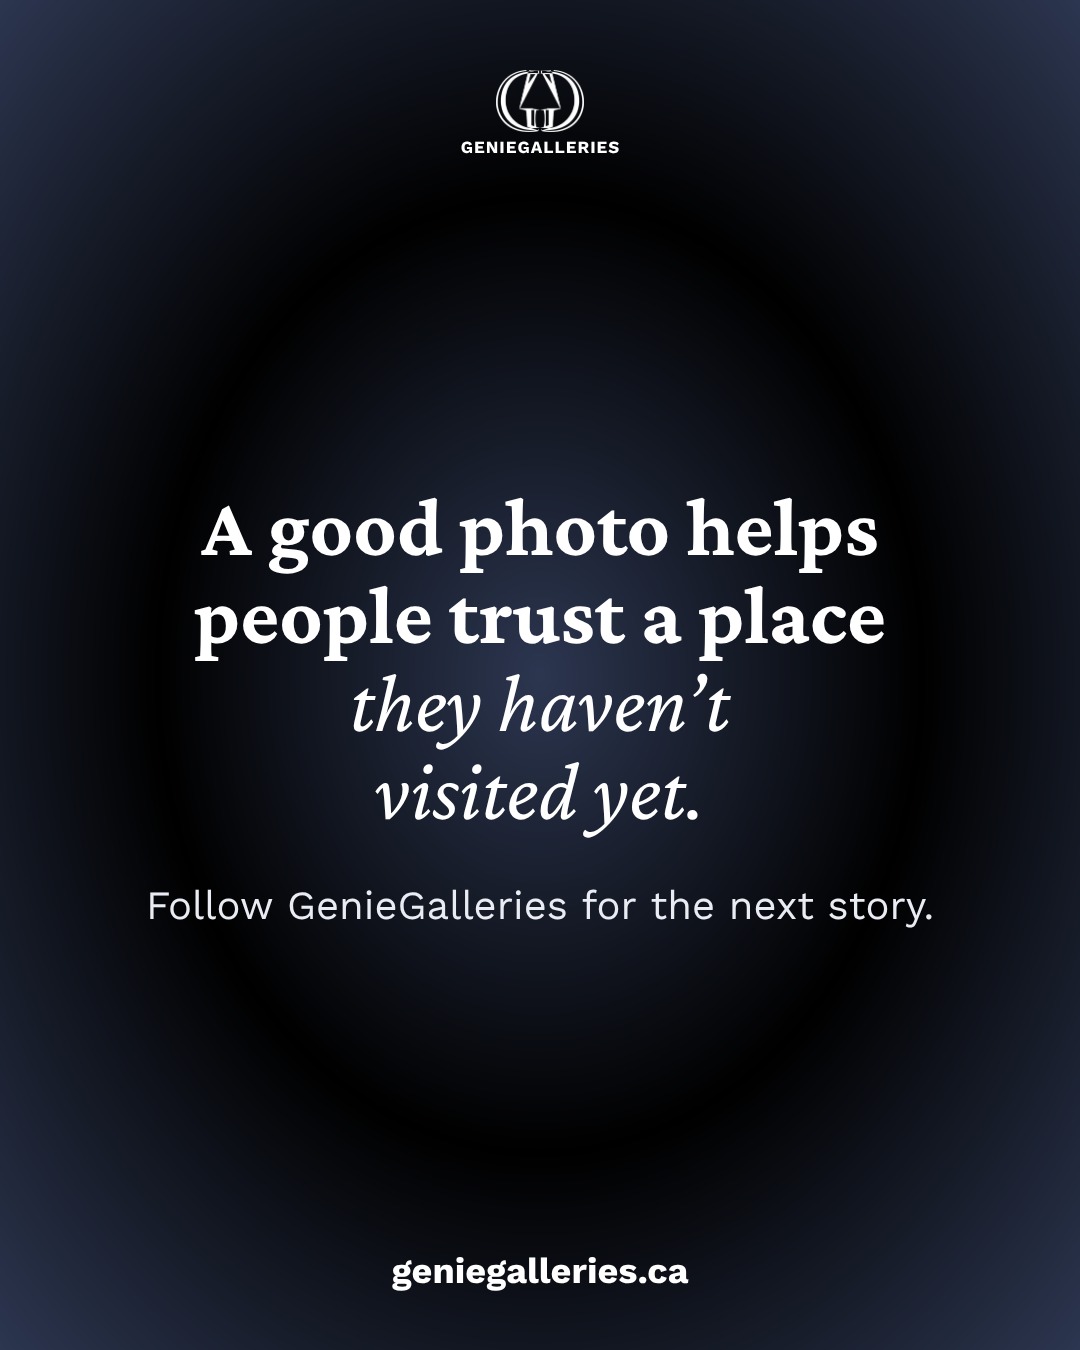 GENIEGALLERIES
A good photo helps
people trust a place
they haven’t
visited yet.
Follow GenieGalleries for the next story.
geniegalleries.ca